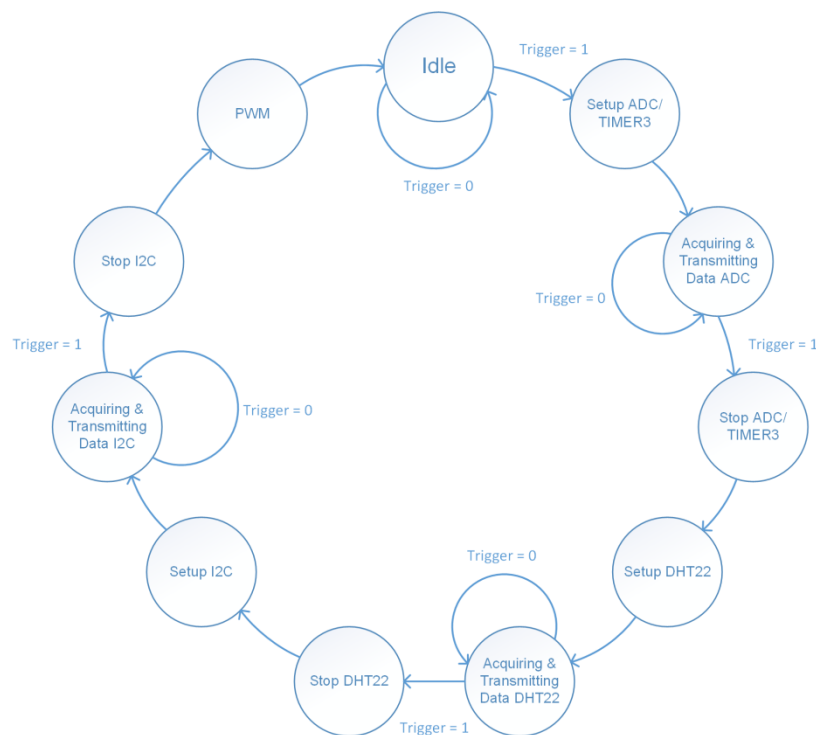 Idle
Trigger = 1
Setup ADC/
TIMER3
Trigger = 0
PWM
Acquiring &
Transmitting
Data ADC
Trigger = 0
Stop I2C
Trigger = 1
Trigger = 1
Stop ADC/
TIMER3
Acquiring &
Transmitting
Data I2C
Trigger = 0
Setup DHT22
Setup I2C
Trigger = 0
Acquiring &
Transmitting
Data DHT22
Stop DHT22
Trigger = 1